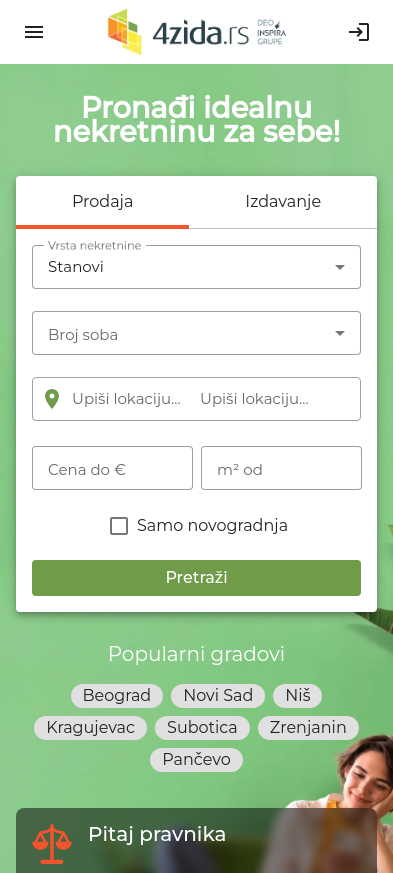 4zida.rs
DEO
INSPIRA
GRUPE
Pronađi idealnu
nekretninu za sebe!
Prodaja
Izdavanje
Vrsta nekretnine
Stanovi
Broj soba
Upiši lokaciju... Upiši lokaciju...
Cena do €
m² od
Samo novogradnja
Pretraži
Popularni gradovi
Beograd
Novi Sad
Niš
Kragujevac
Subotica
Zrenjanin
Pančevo
Pitaj pravnika